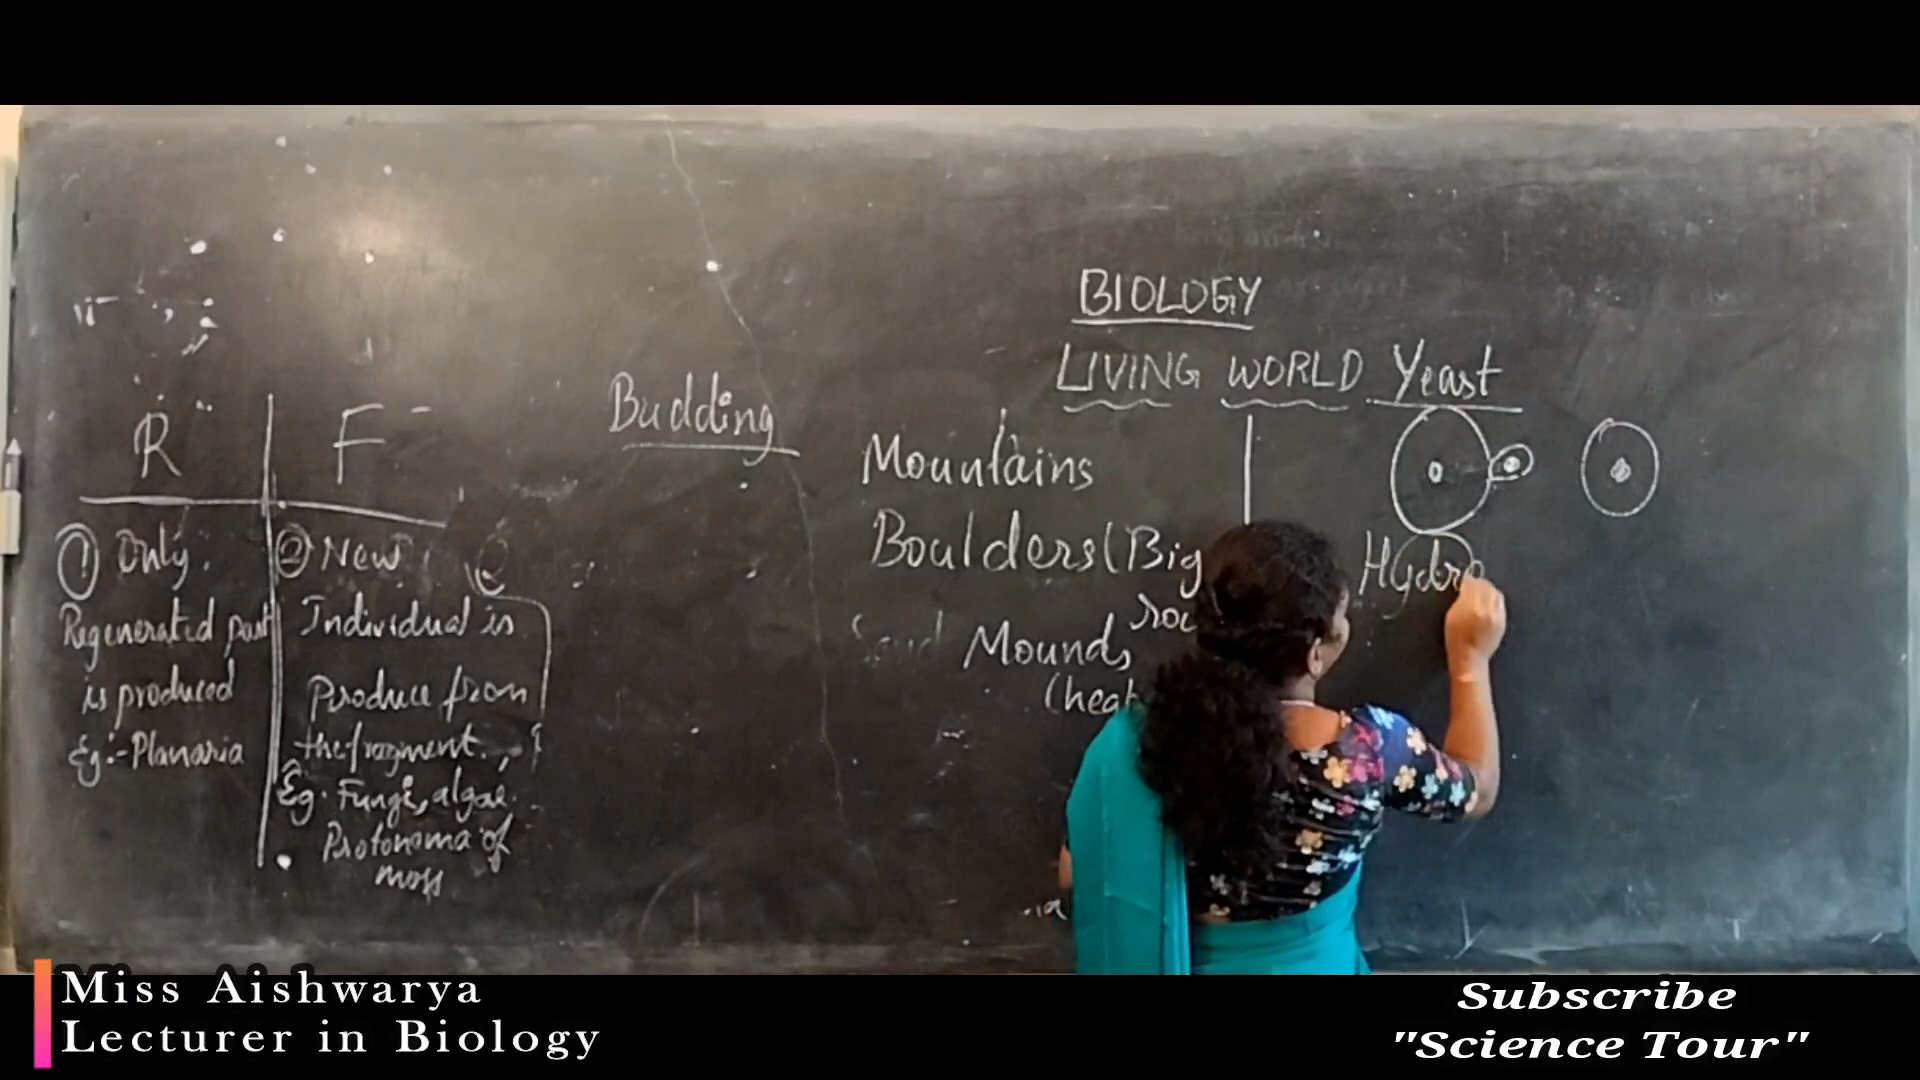 BIOLOGY
LIVING WORLD
Yeast
Hydra
Mountains
Boulders (Big
Mounds
Budding
R
F
① Only
Regenerated part
is produced
Eg:- Planaria
② New
Individual is
Produce from
the fragment.
Eg. Fungi, algae.
Protonoma of
moss
Miss Aishwarya
Lecturer in Biology
Subscribe
"Science Tour"